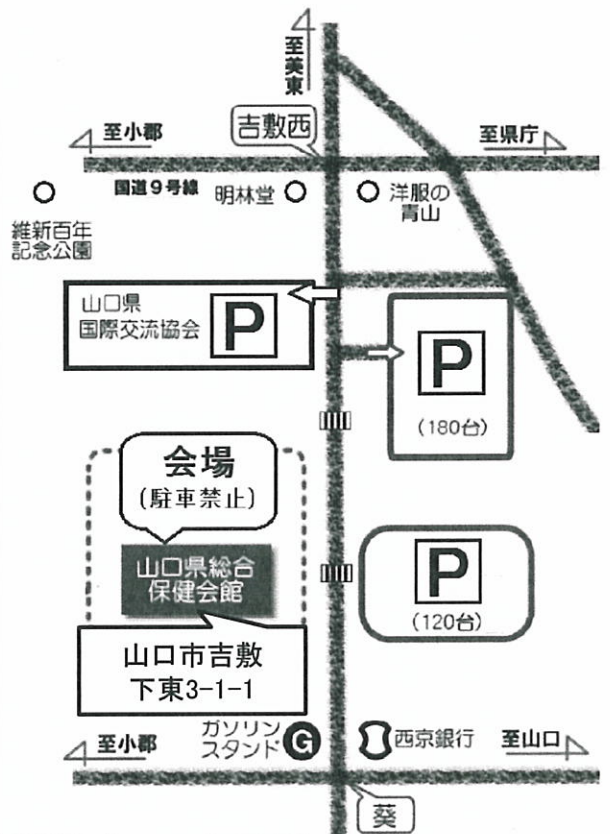 至美東
至小郡
吉敷西
至県庁
国道9号線
明林堂
洋服の
青山
維新百年
記念公園
山口県
国際交流協会
P
P
(180台)
会場
(駐車禁止)
山口県総合
保健会館
P
(120台)
山口市吉敷
下東3-1-1
ガソリン
スタンド
G
西京銀行
至小郡
至山口
葵